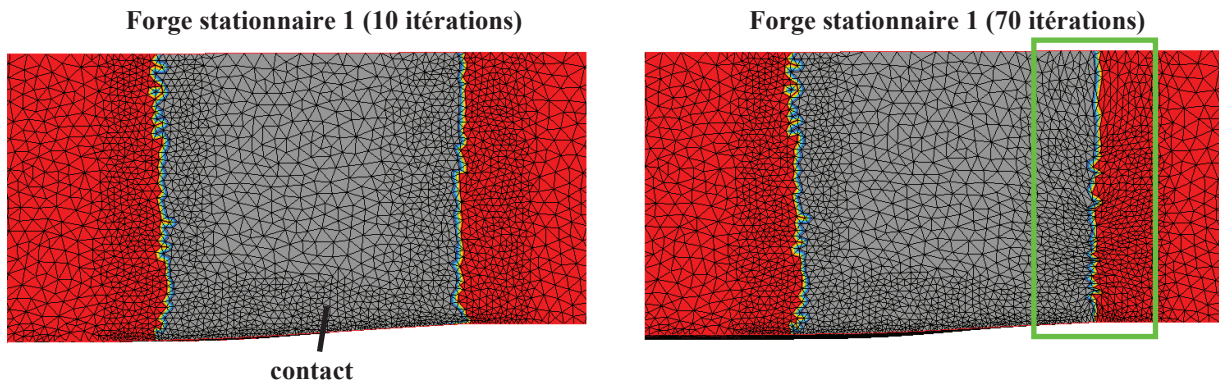 Forge stationnaire 1 (10 itérations)
Forge stationnaire 1 (70 itérations)
contact